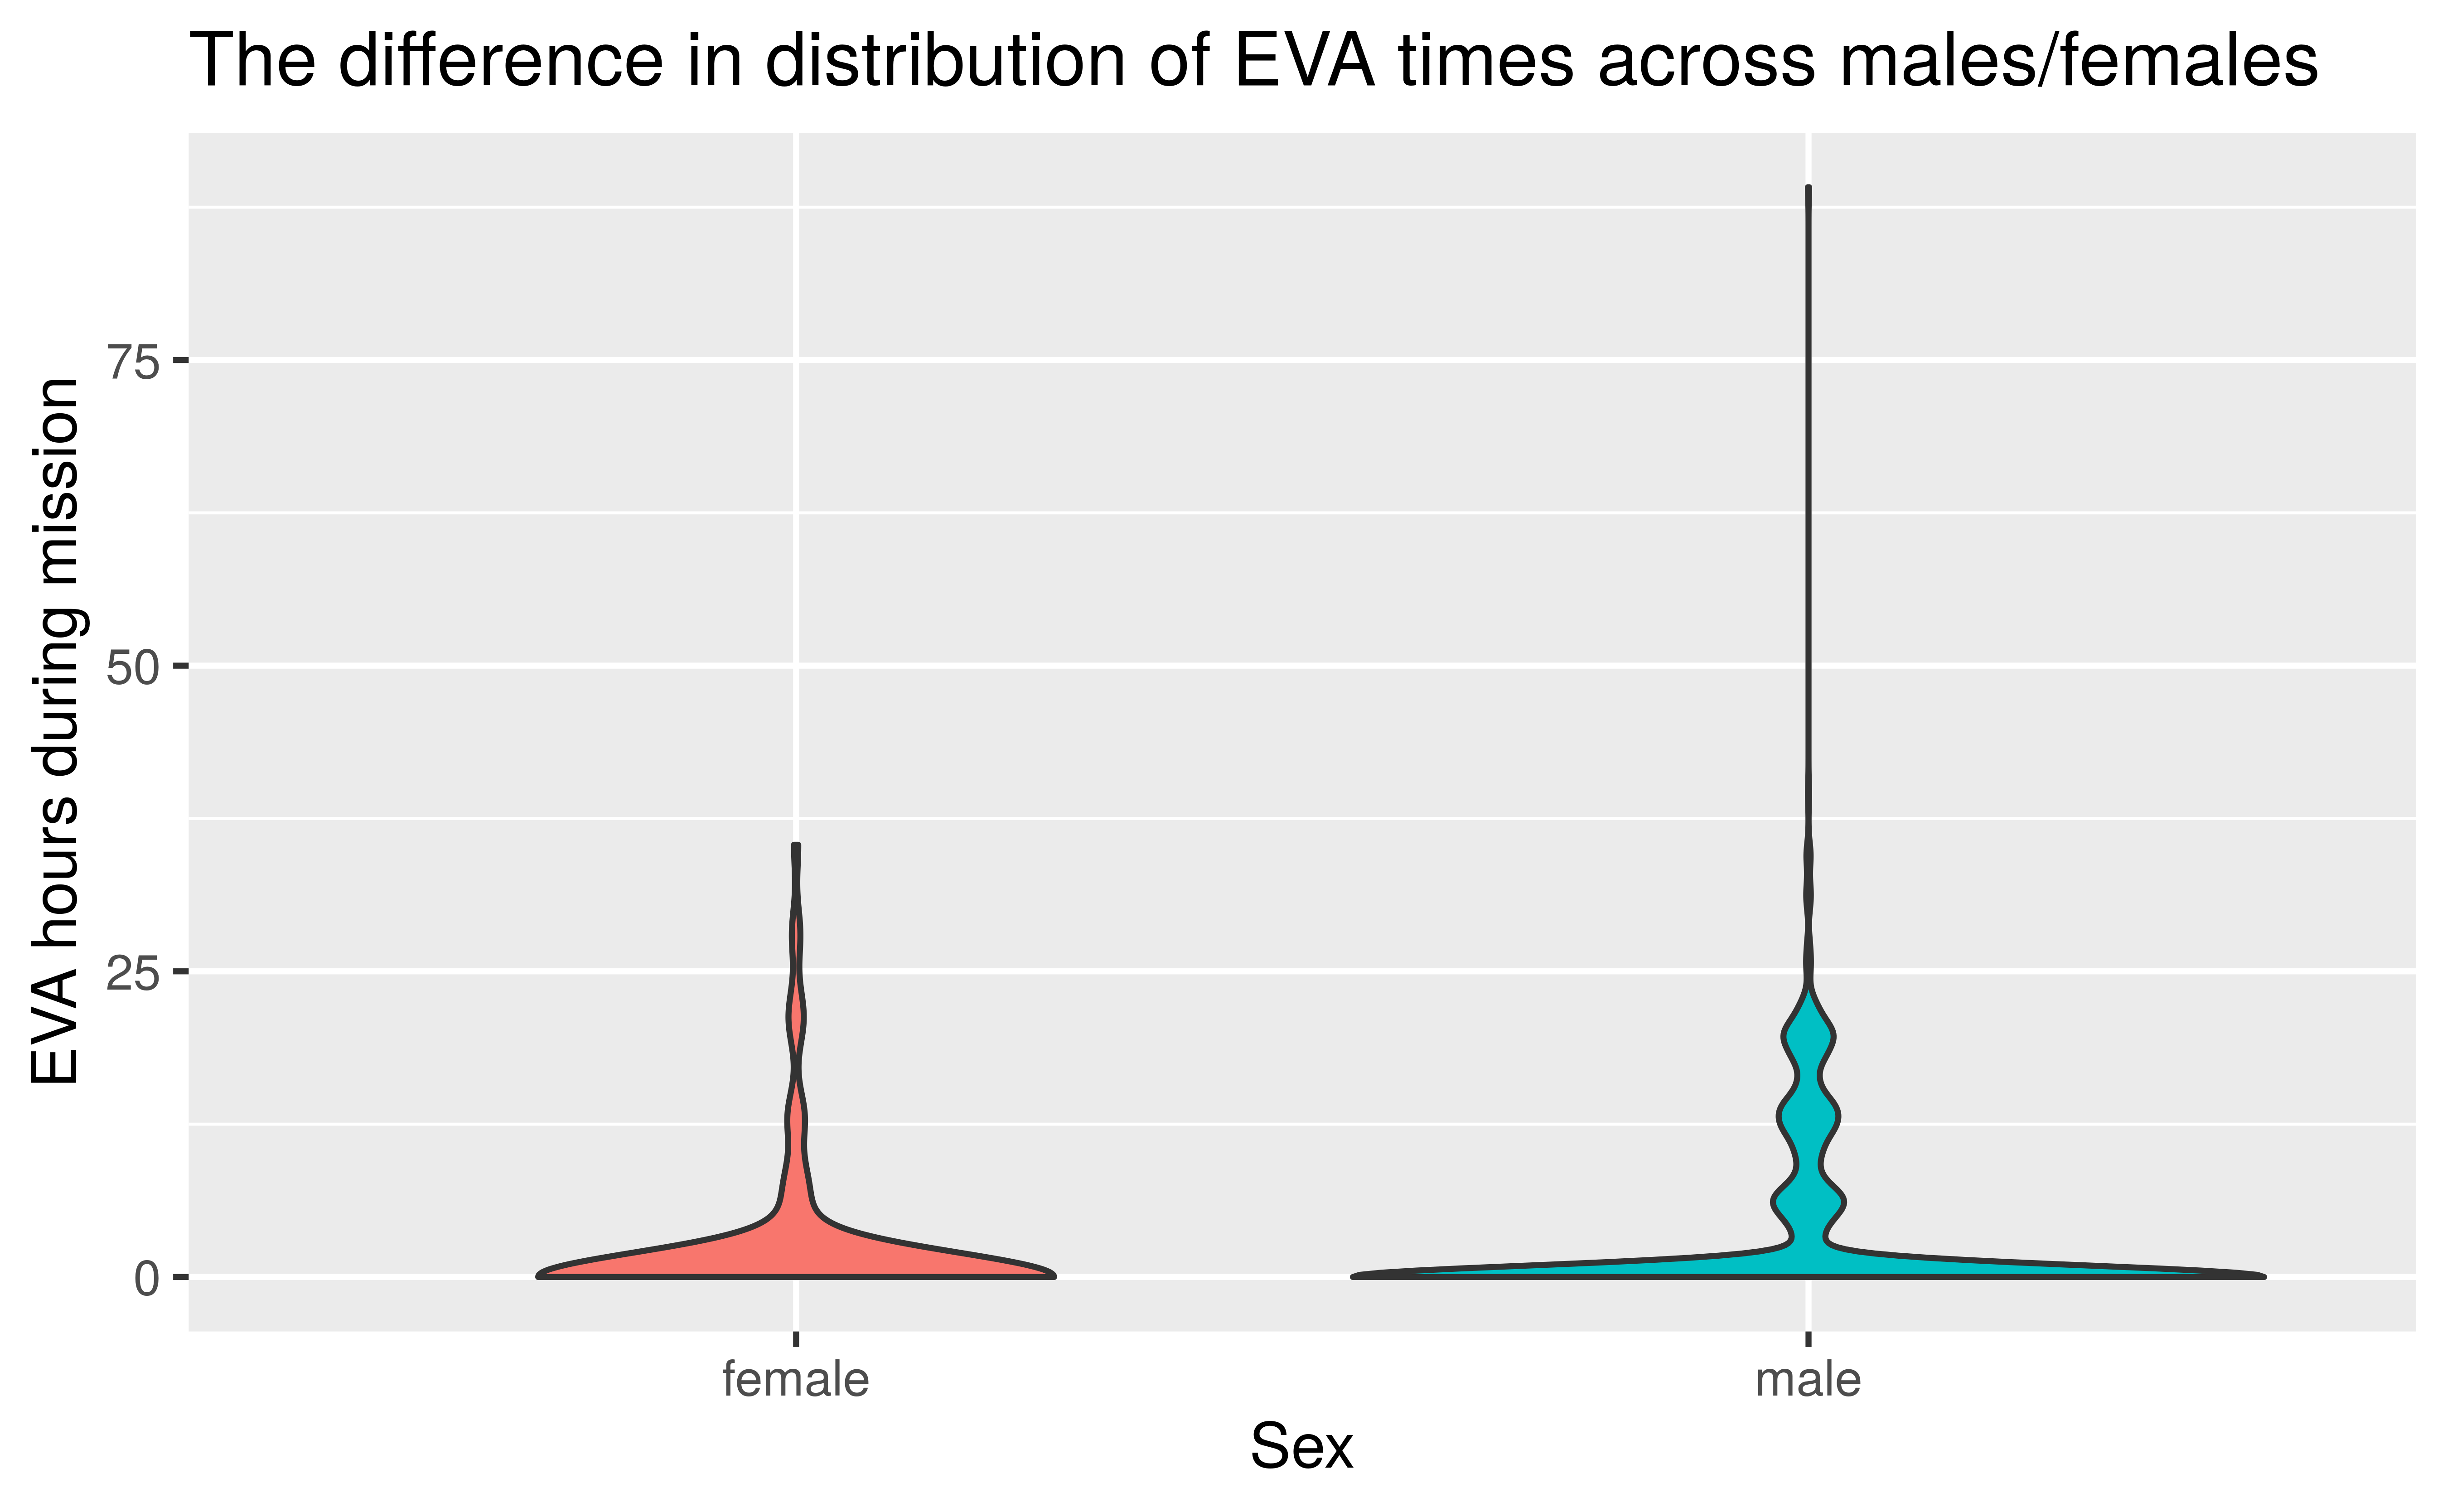 The difference in distribution of EVA times across males/females
EVA hours during mission
75
50
25
0
female
male
Sex